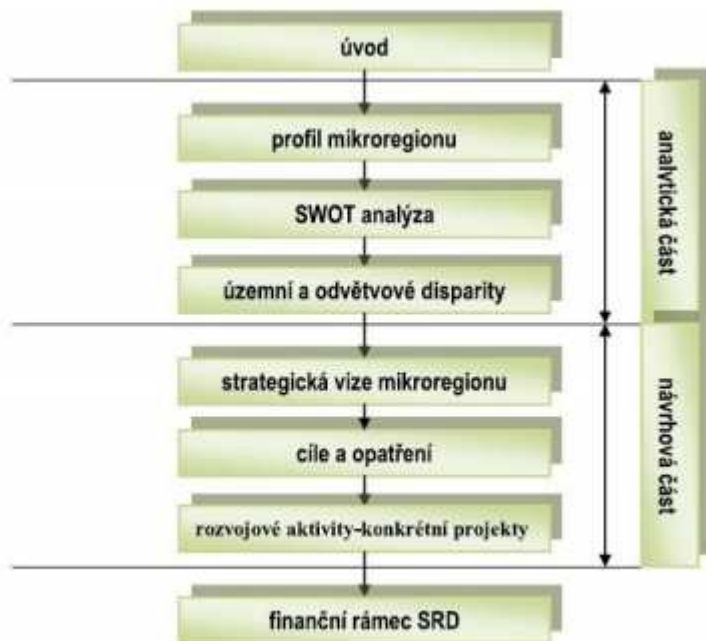 úvod
profil mikroregionu
SWOT analýza
územní a odvětvové disparity
analytická část
strategická vize mikroregionu
cíle a opatření
rozvojové aktivity-konkrétní projekty
návrhová část
finanční rámec SRD